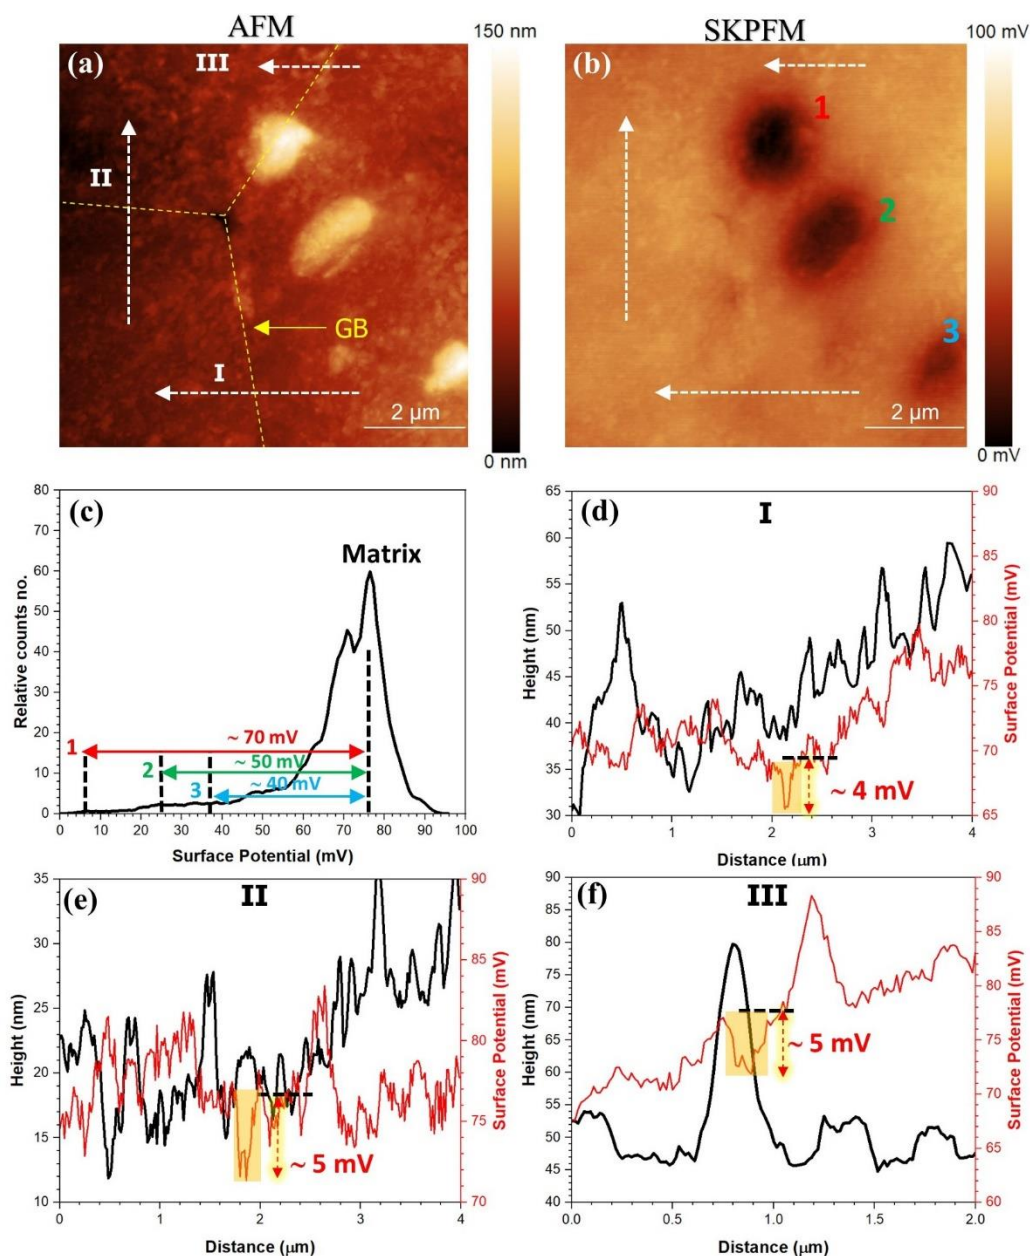 AFM
SKPFM
(a)
III
II
GB
I
2 μm
150 nm
0 nm
(b)
1
2
3
2 μm
100 mV
0 mV
(c)
Matrix
1
~ 70 mV
2
~ 50 mV
3
~ 40 mV
Relative counts no.
80
70
60
50
40
30
20
10
0
0 10 20 30 40 50 60 70 80 90 100
Surface Potential (mV)
(d)
I
~ 4 mV
Height (nm)
65
60
55
50
45
40
35
30
0 1 2 3 4
Distance (μm)
90
85
80
75
70
65
Surface Potential (mV)
(e)
II
~ 5 mV
Height (nm)
35
30
25
20
15
10
0 1 2 3 4
Distance (μm)
90
85
80
75
70
Surface Potential (mV)
(f)
III
~ 5 mV
Height (nm)
90
85
80
75
70
65
60
55
50
45
40
0.0 0.5 1.0 1.5 2.0
Distance (μm)
90
85
80
75
70
65
60
Surface Potential (mV)